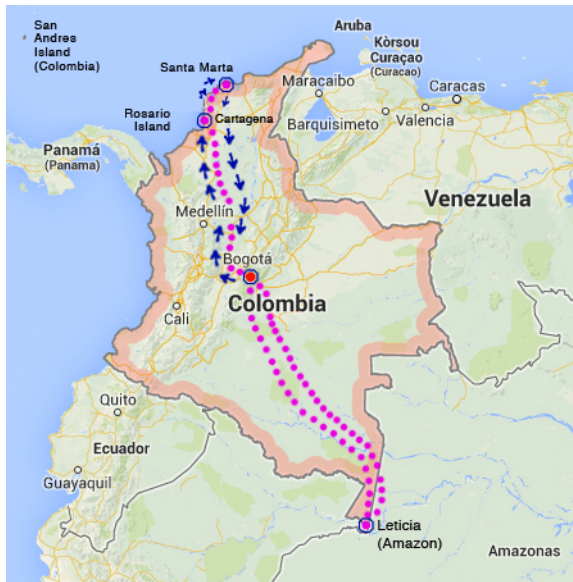 San
Andres
Island
(Colombia)
Aruba
Kòrsou
Curaçao
(Curacao)
Santa Marta
Maracaibo
Caracas
Rosario
Island
Cartagena
Barquisimeto
Valencia
Panamá
(Panama)
Venezuela
Medellín
Bogotá
Colombia
Cali
Quito
Ecuador
Guayaquil
Leticia
(Amazon)
Amazonas